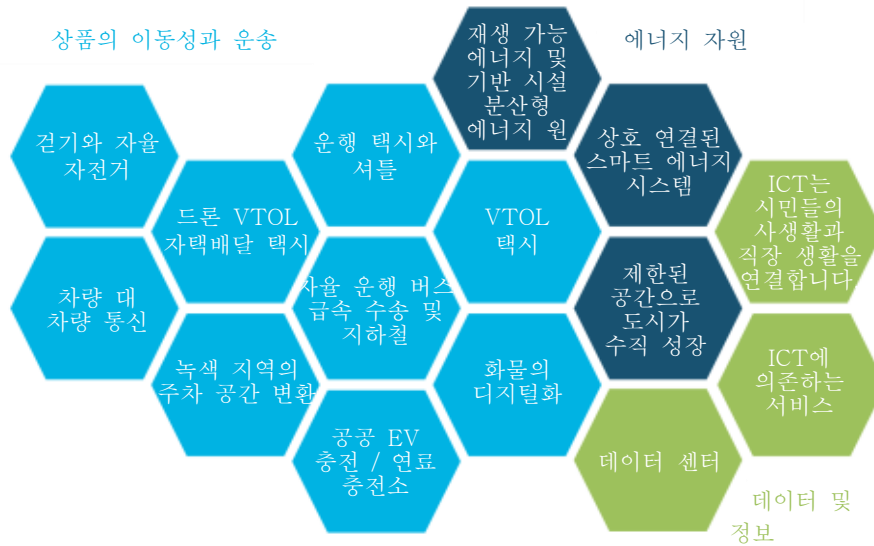 상품의 이동성과 운송
에너지 자원
재생 가능
에너지 및
기반 시설
분산형
에너지 원
걷기와 자율
자전거
운행 택시와
셔틀
상호 연결된
스마트 에너지
시스템
드론 VTOL
자택배달 택시
VTOL
택시
ICT는
시민들의
사생활과
직장 생활을
연결합니다
차량 대
차량 통신
자율 운행 버스
급속 수송 및
지하철
제한된
공간으로
도시가
수직 성장
녹색 지역의
주차 공간 변환
화물의
디지털화
ICT에
의존하는
서비스
공공 EV
충전 / 연료
충전소
데이터 센터
데이터 및
정보